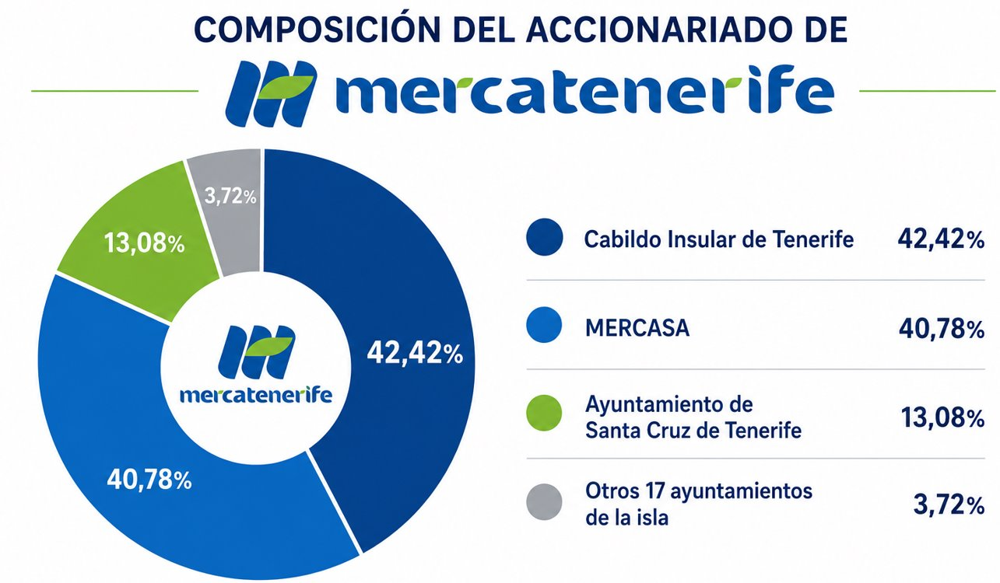 COMPOSICIÓN DEL ACCIONARIADO DE
mercatenerife
3,72%
13,08%
42,42%
40,78%
mercatenerife
Cabildo Insular de Tenerife 42,42%
MERCASA 40,78%
Ayuntamiento de
Santa Cruz de Tenerife 13,08%
Otros 17 ayuntamientos
de la isla 3,72%